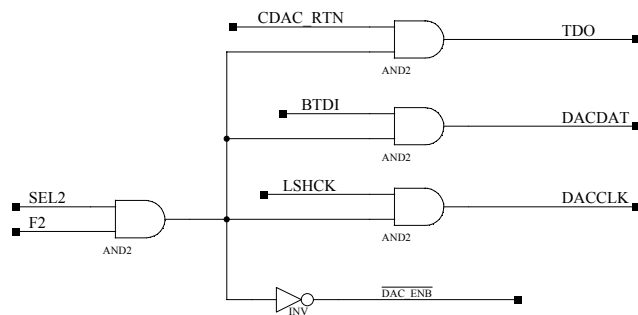 CDAC_RTN
TDO
AND2
BTDI
DACDAT
AND2
LSHCK
DACCLK
SEL2
F2
AND2
AND2
DAC_ENB
INV